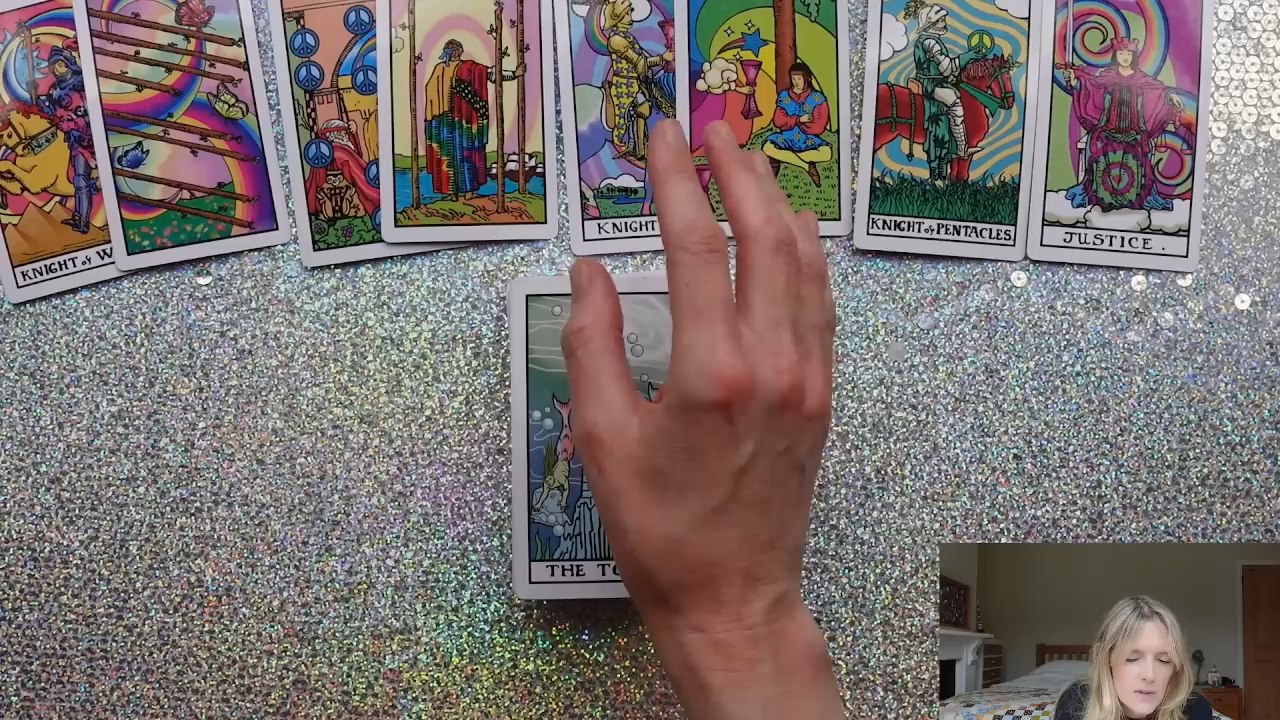 KNIGHT of W
KNIGHT
KNIGHT of PENTACLES
JUSTICE.
THE TO